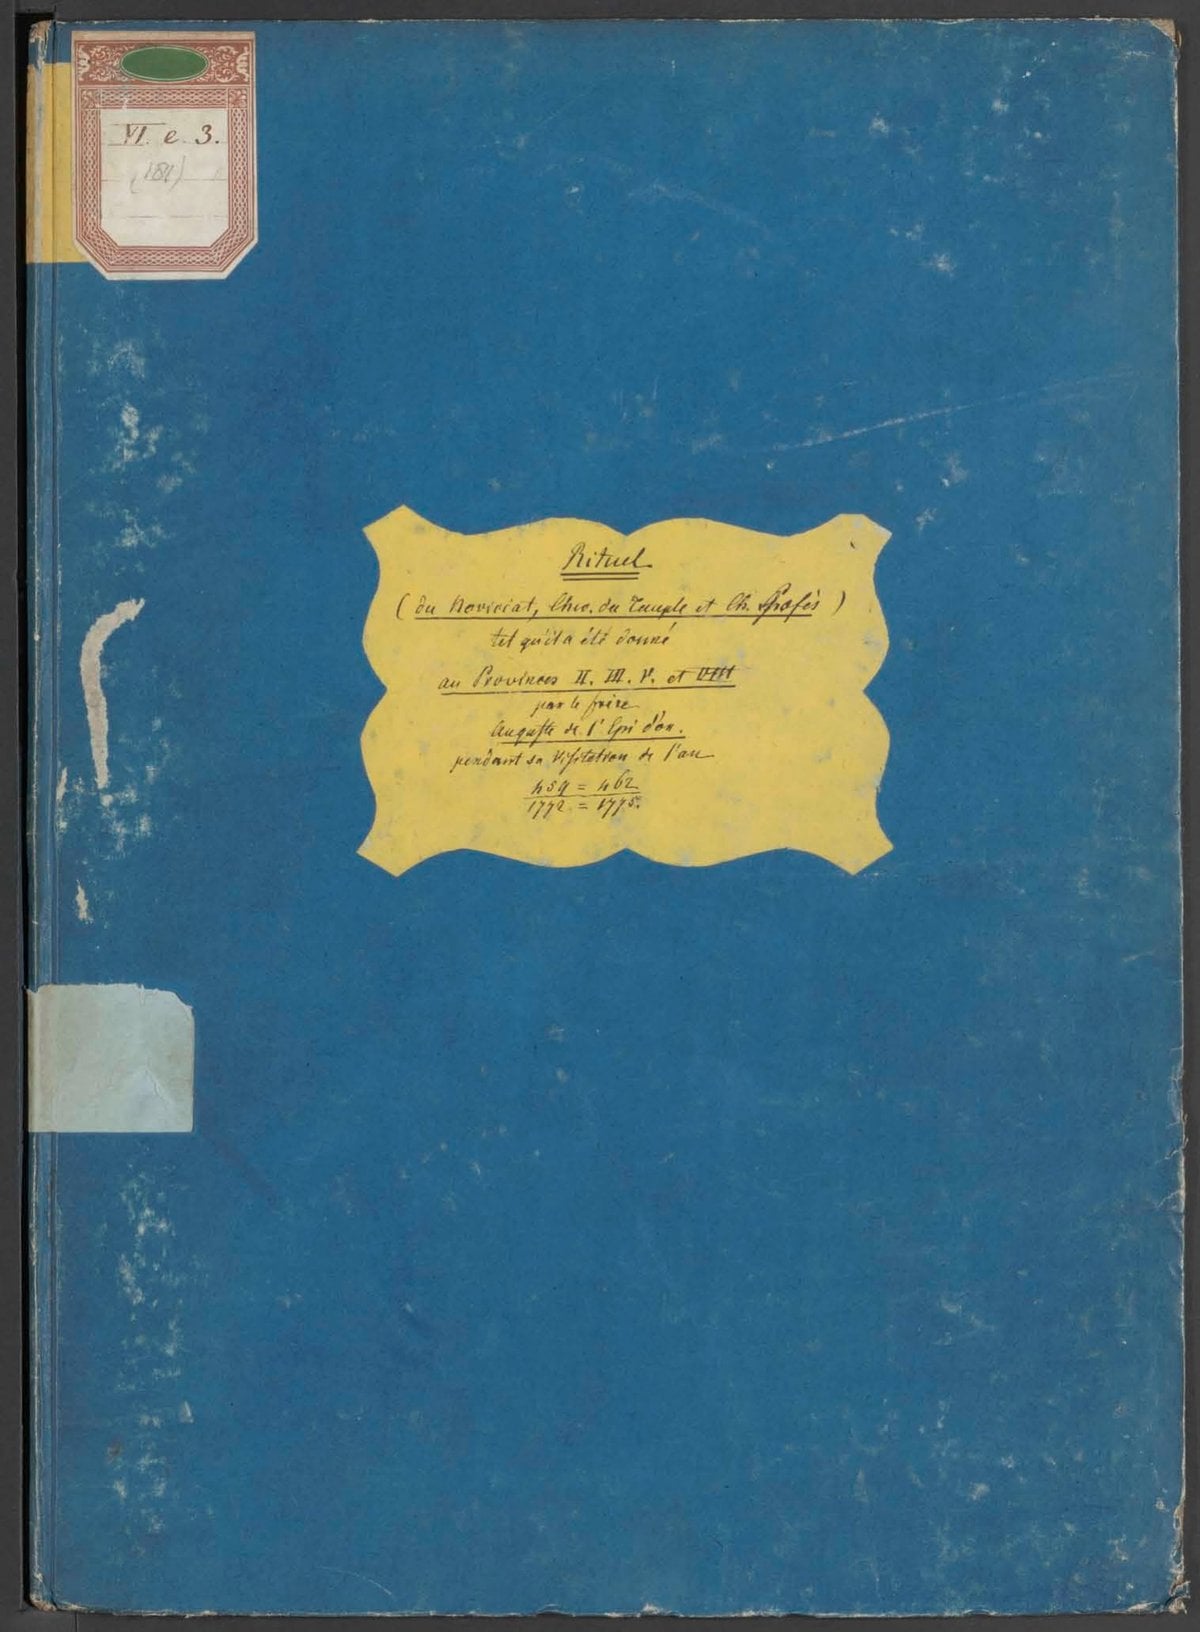 VI. e. 3.
(181)
Rituel
(du Noviciat, Chev. du Temple et Ch. Profès)
tel qu'il a été donné
au Provinces II. III. V. et VIII
par le frère
Auguste de l'Epi d'or.
pendant sa Visitation de l'an
459 = 462
1772 = 1775.